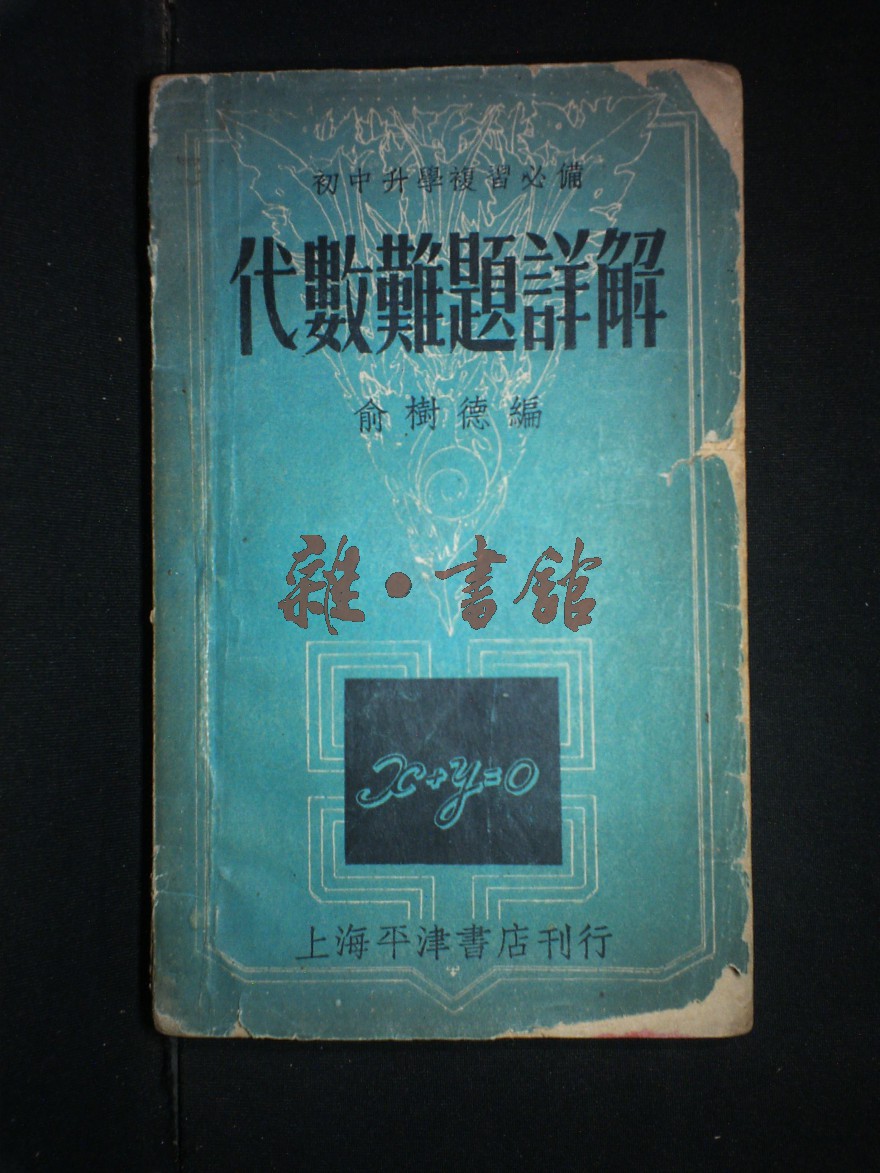 初中升學複習必備
代數難題詳解
俞樹德編
雜·書館
x+y=0
上海平津書店刊行